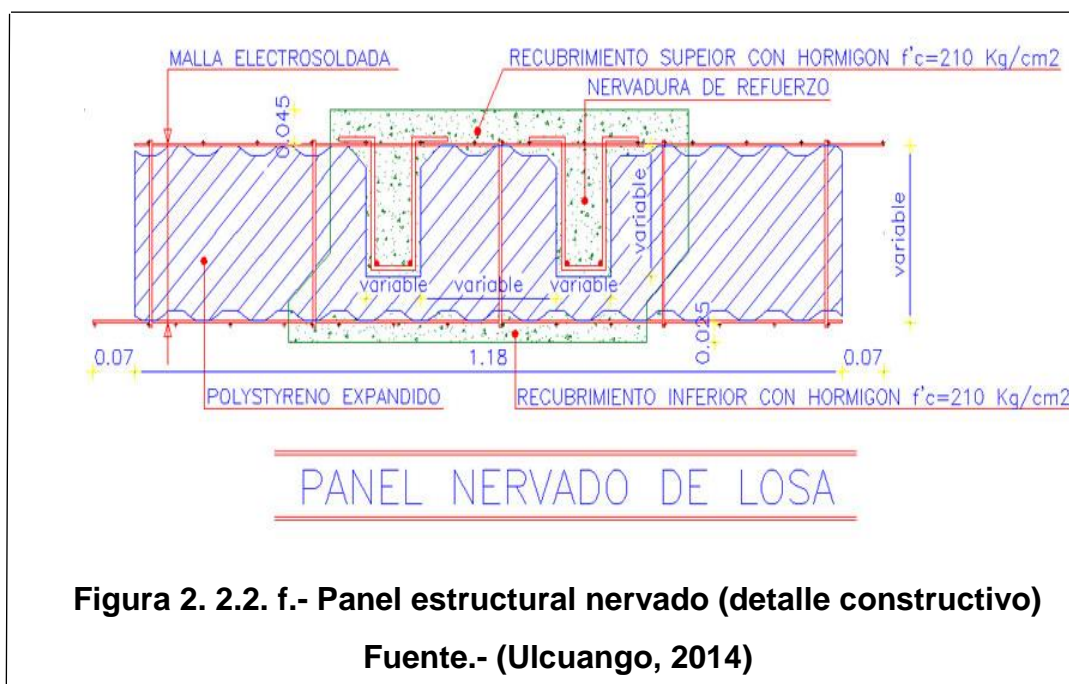 MALLA ELECTROSOLDADA
RECUBRIMIENTO SUPEIOR CON HORMIGON f'c=210 Kg/cm2
NERVADURA DE REFUERZO
0.045
variable
variable
variable
variable
variable
0.025
0.07
1.18
0.07
POLYSTYRENO EXPANDIDO
RECUBRIMIENTO INFERIOR CON HORMIGON f'c=210 Kg/cm2
PANEL NERVADO DE LOSA
Figura 2. 2.2. f.- Panel estructural nervado (detalle constructivo)
Fuente.- (Ulcuango, 2014)